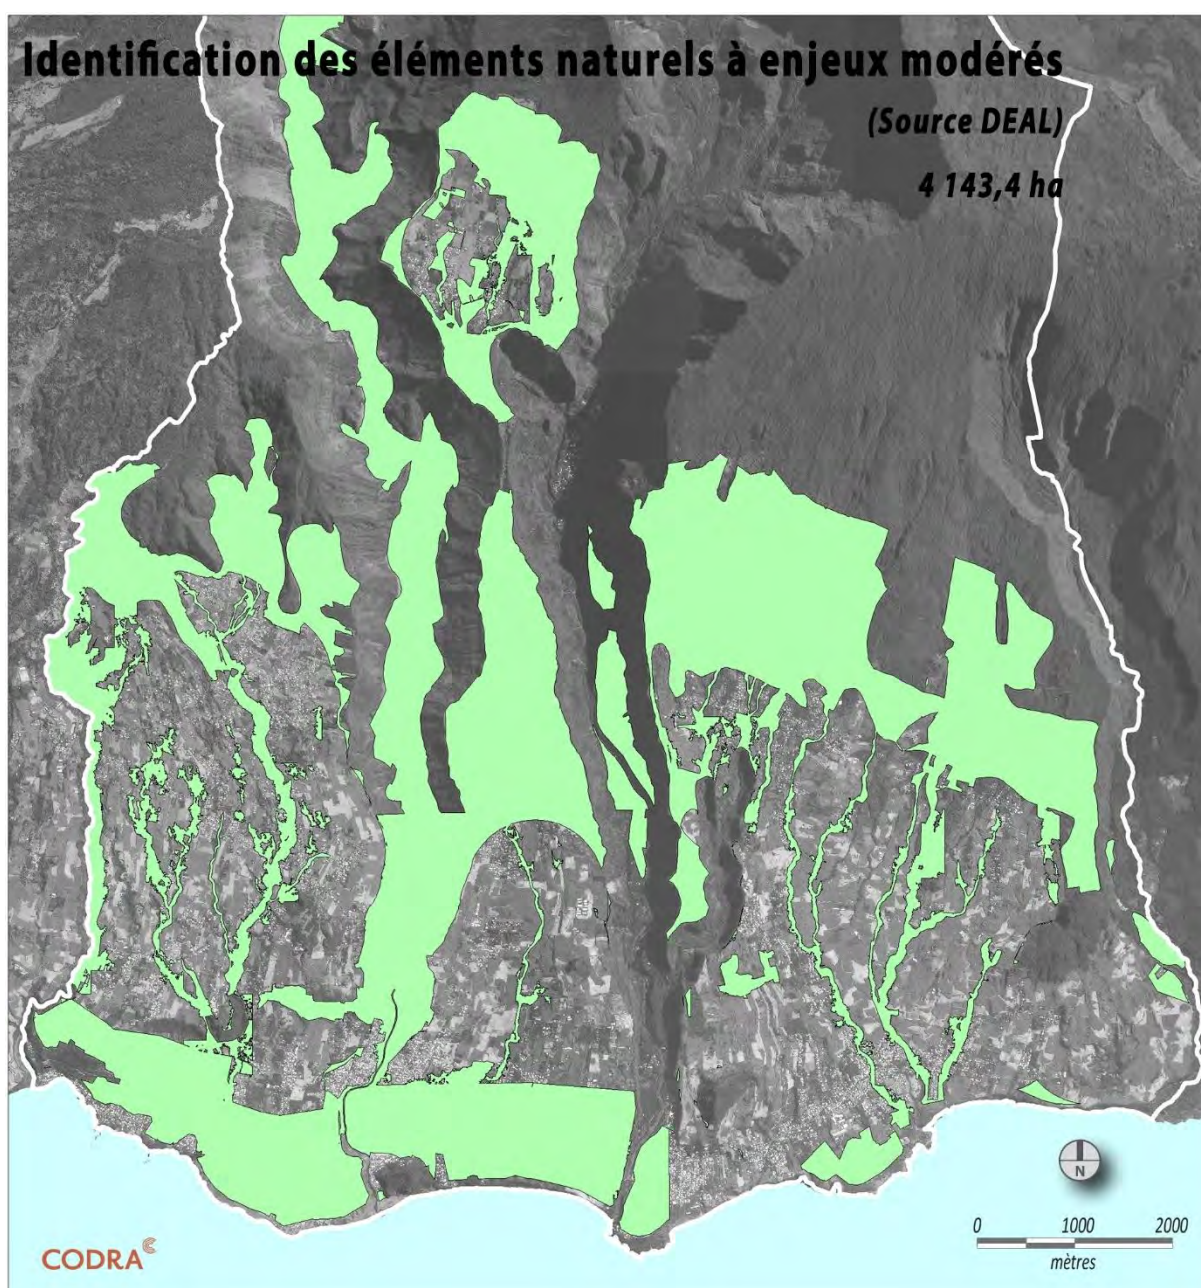 Identification des éléments naturels à enjeux modérés
(Source DEAL)
4 143,4 ha
N
0 1000 2000
mètres
CODRA